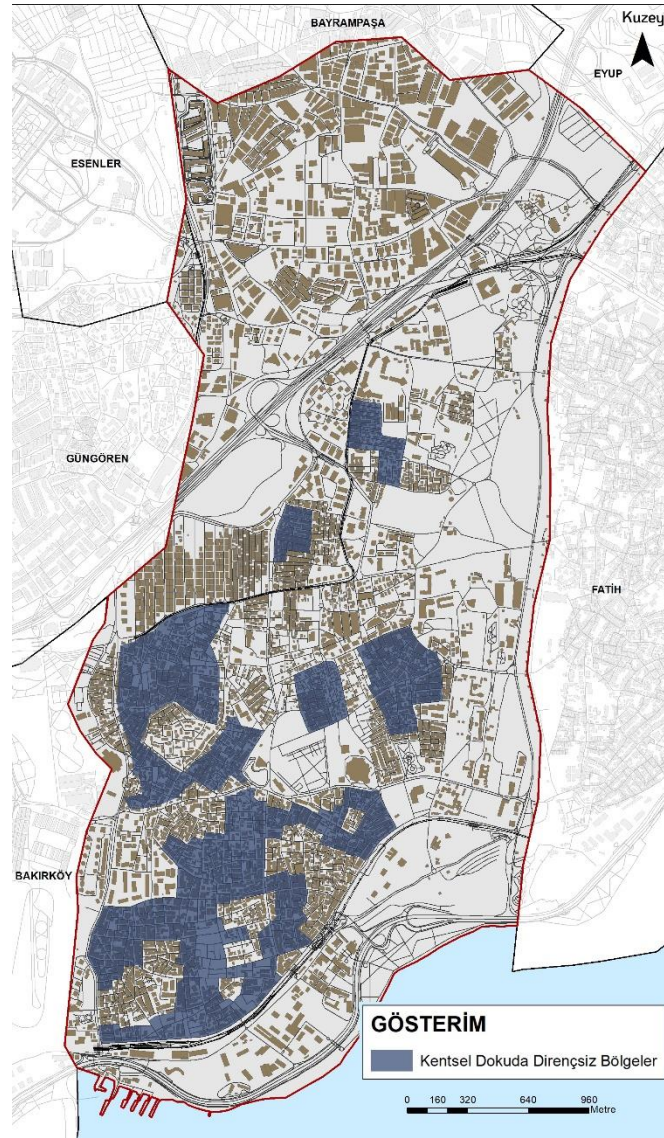 BAYRAMPAŞA
Kuzey
EYUP
ESENLER
GÜNGÖREN
FATİH
BAKIRKÖY
GÖSTERİM
Kentsel Dokuda Dirençsiz Bölgeler
0 160 320 640 960
Metre